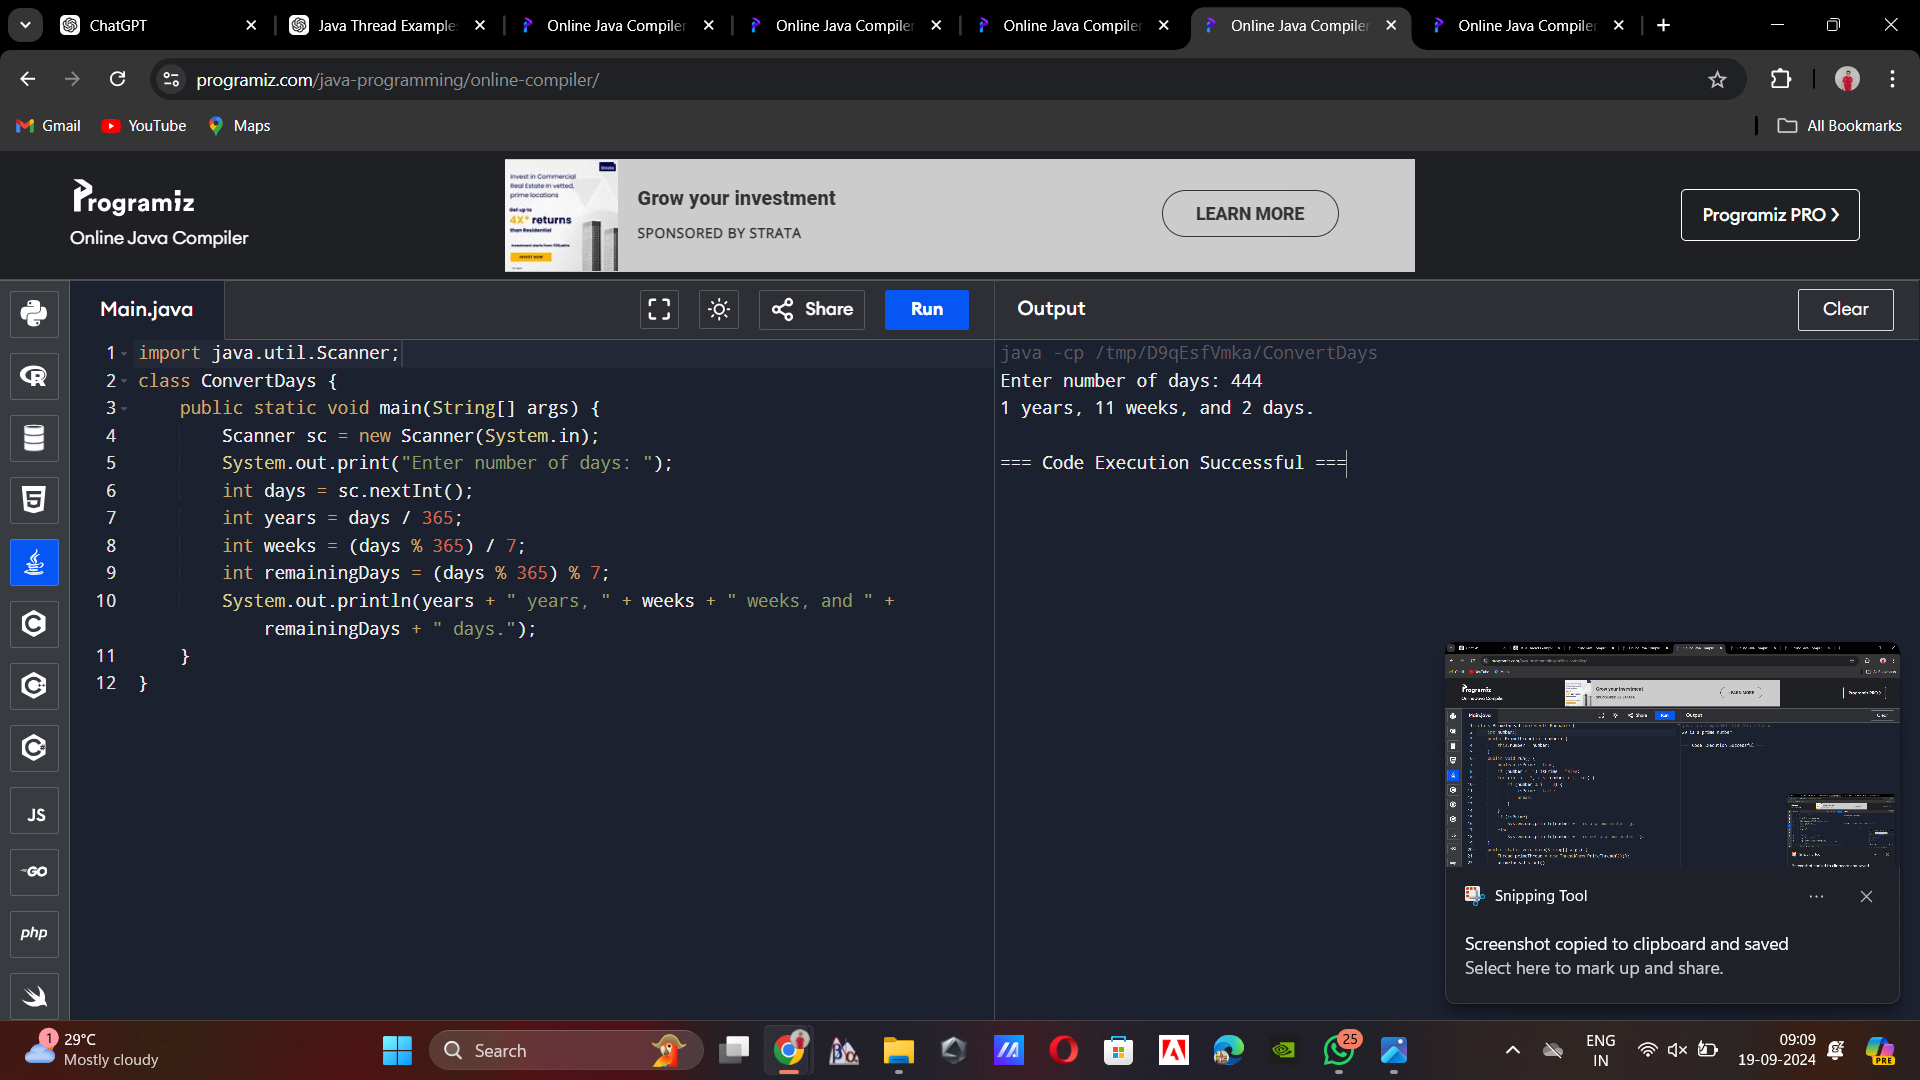 ChatGPT
Java Thread Example
Online Java Compiler
Online Java Compiler
Online Java Compiler
Online Java Compiler
Online Java Compiler
programiz.com/java-programming/online-compiler/
Gmail
YouTube
Maps
All Bookmarks
Programiz
Online Java Compiler
Invest in Commercial
Real Estate in vetted,
prime locations
Get up to
4X* returns
than Residential
INVEST NOW
Grow your investment
SPONSORED BY STRATA
LEARN MORE
Programiz PRO ›
Main.java
Share
Run
Output
Clear
1 import java.util.Scanner;
2 class ConvertDays {
3 public static void main(String[] args) {
4 Scanner sc = new Scanner(System.in);
5 System.out.print("Enter number of days: ");
6 int days = sc.nextInt();
7 int years = days / 365;
8 int weeks = (days % 365) / 7;
9 int remainingDays = (days % 365) % 7;
10 System.out.println(years + " years, " + weeks + " weeks, and " +
remainingDays + " days.");
11 }
12 }
java -cp /tmp/D9qEsfVmka/ConvertDays
Enter number of days: 444
1 years, 11 weeks, and 2 days.
=== Code Execution Successful ===
JS
GO
php
Snipping Tool
Screenshot copied to clipboard and saved
Select here to mark up and share.
1
29°C
Mostly cloudy
Search
25
ENG
IN
09:09
19-09-2024
PRE